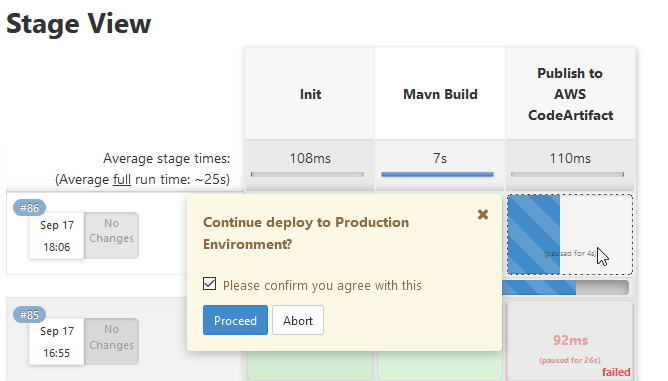 Stage View
Init
Mavn Build
Publish to
AWS
CodeArtifact
Average stage times:
(Average full run time: ~25s)
108ms
7s
110ms
#86
Sep 17
18:06
No
Changes
Continue deploy to Production
Environment?
Please confirm you agree with this
Proceed
Abort
(paused for 4s)
#85
Sep 17
16:55
No
Changes
92ms
(paused for 26s)
failed